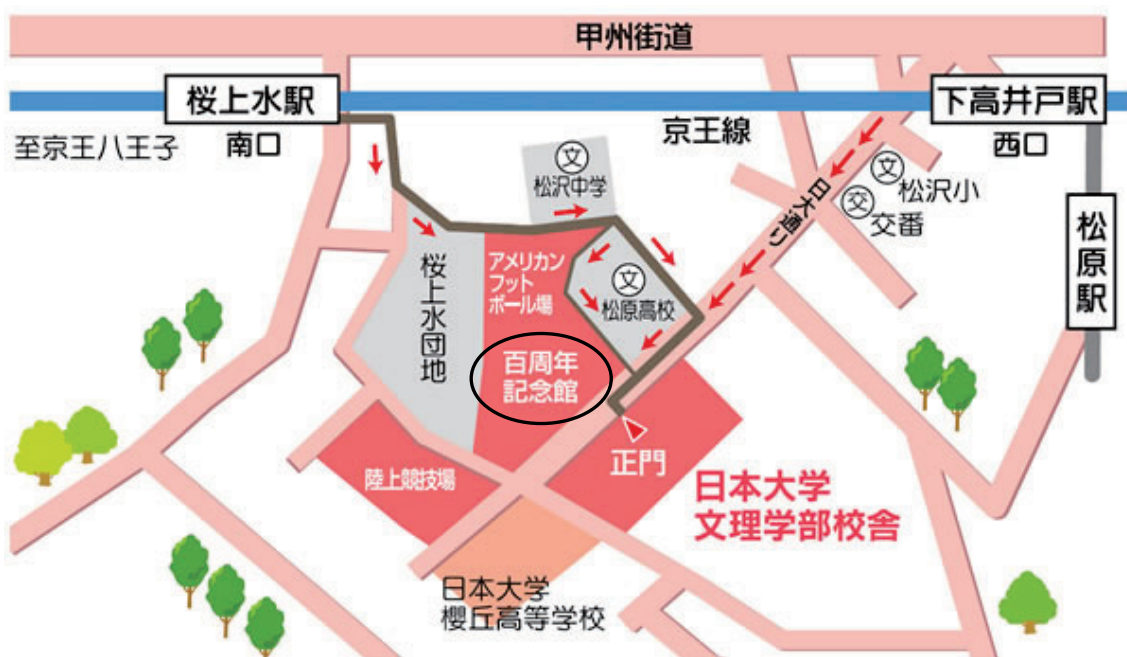 甲州街道
桜上水駅
下高井戸駅
至京王八王子
南口
京王線
西口
文
松沢中学
文
松沢小
交
交番
日大通り
松原駅
桜上水団地
アメリカン
フット
ボール場
文
松原高校
百周年
記念館
正門
陸上競技場
日本大学
文理学部校舎
日本大学
櫻丘高等学校